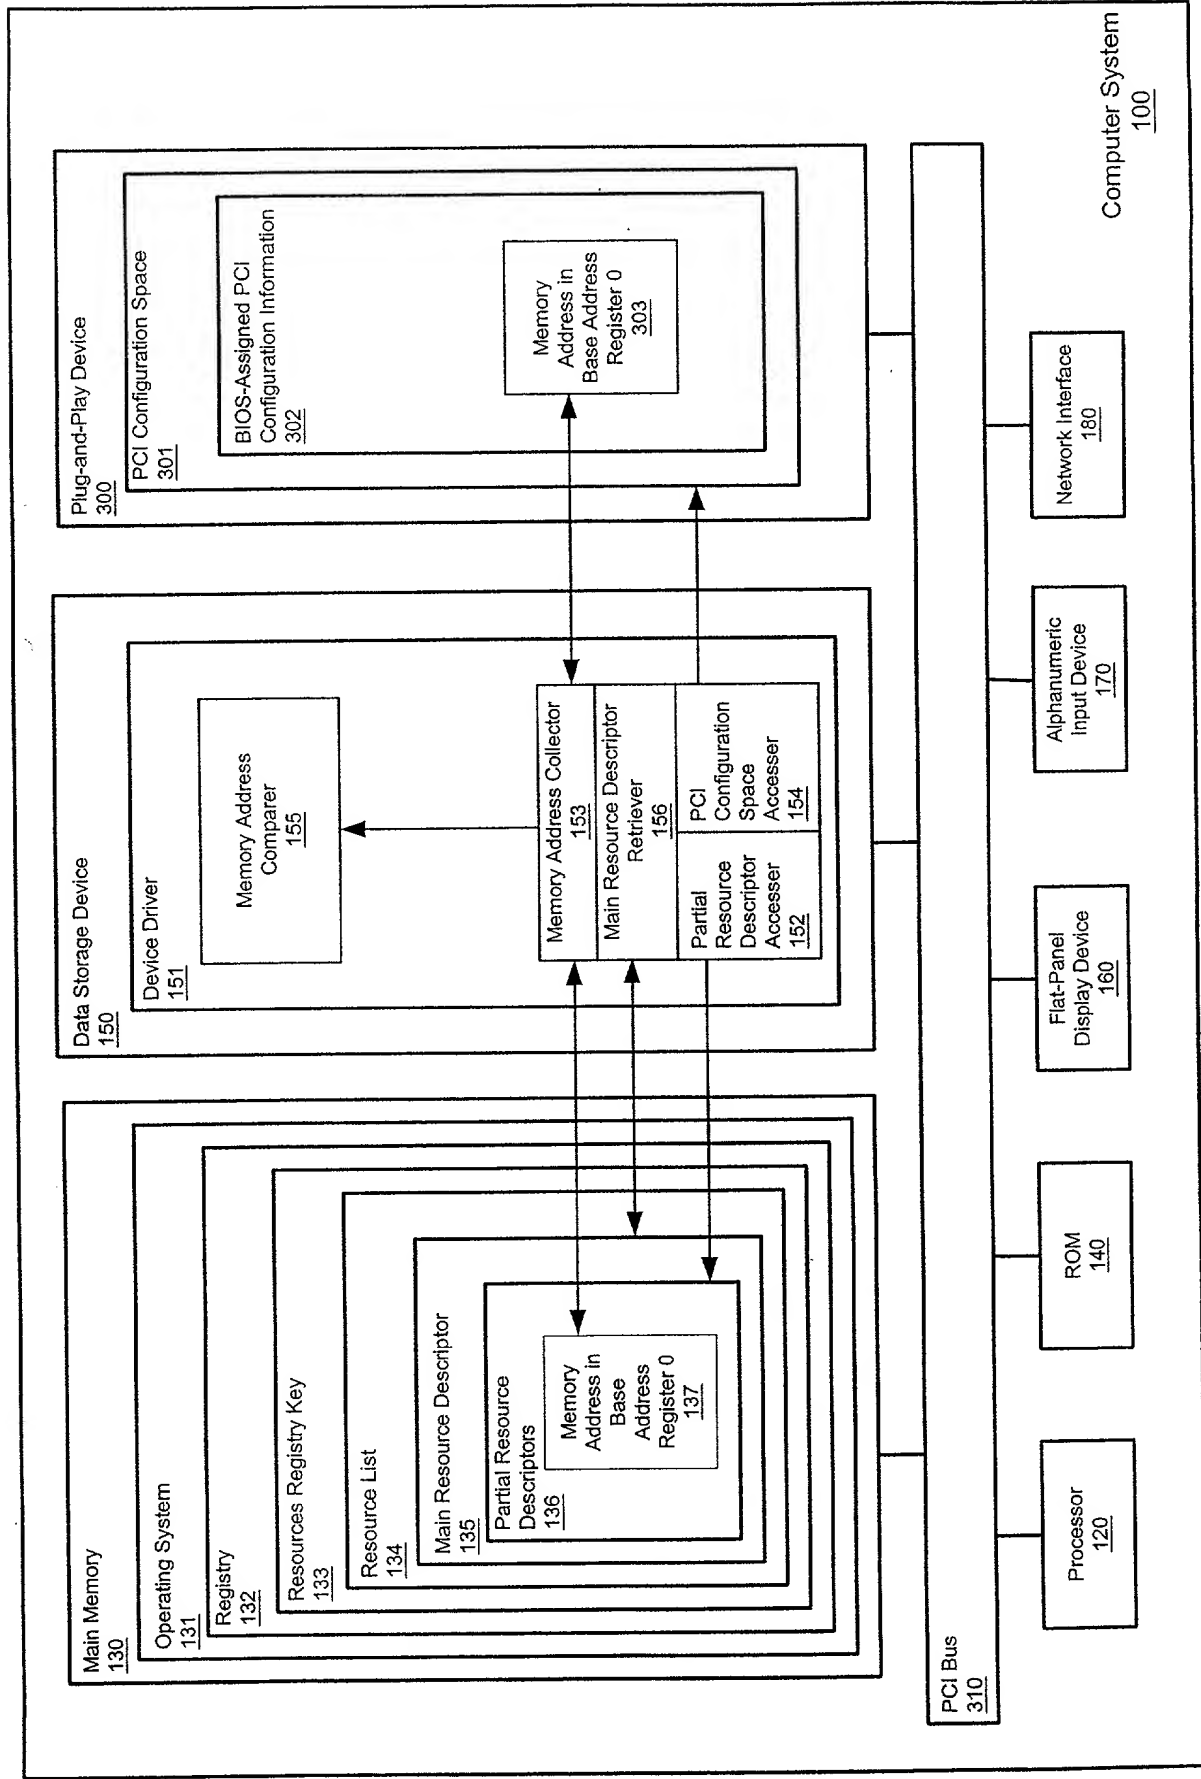 Main Memory
130
Operating System
131
Registry
132
Resources Registry Key
133
Resource List
134
Main Resource Descriptor
135
Partial Resource
Descriptors
136
Memory
Address in
Base
Address
Register 0
137
Data Storage Device
150
Device Driver
151
Memory Address
Comparer
155
Memory Address Collector
153
Main Resource Descriptor
Retriever
156
Partial
Resource
Descriptor
Accesser
152
PCI Configuration
Space
Accesser
154
Plug-and-Play Device
300
PCI Configuration Space
301
BIOS-Assigned PCI
Configuration Information
302
Memory
Address in
Base Address
Register 0
303
PCI Bus
310
Processor
120
ROM
140
Flat-Panel
Display Device
160
Alphanumeric
Input Device
170
Network Interface
180
Computer System
100